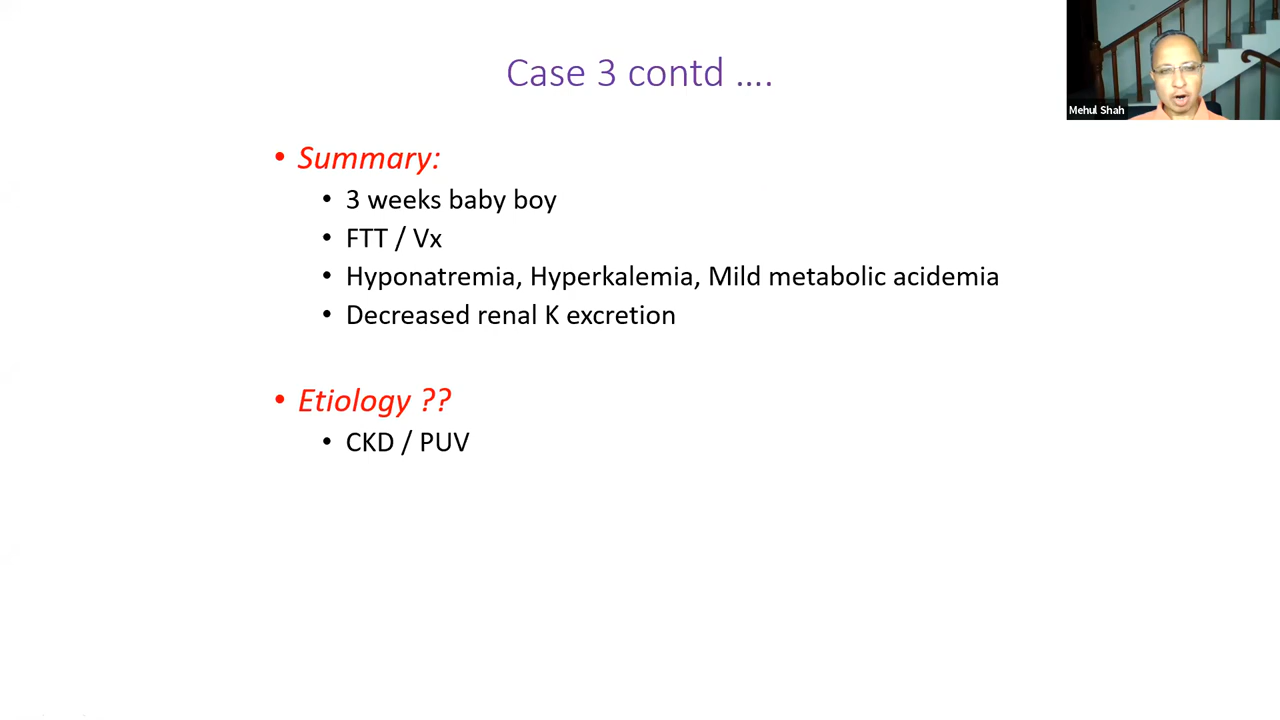 Case 3 contd ....
Mehul Shah
• Summary:
• 3 weeks baby boy
• FTT / Vx
• Hyponatremia, Hyperkalemia, Mild metabolic acidemia
• Decreased renal K excretion
• Etiology ??
• CKD / PUV